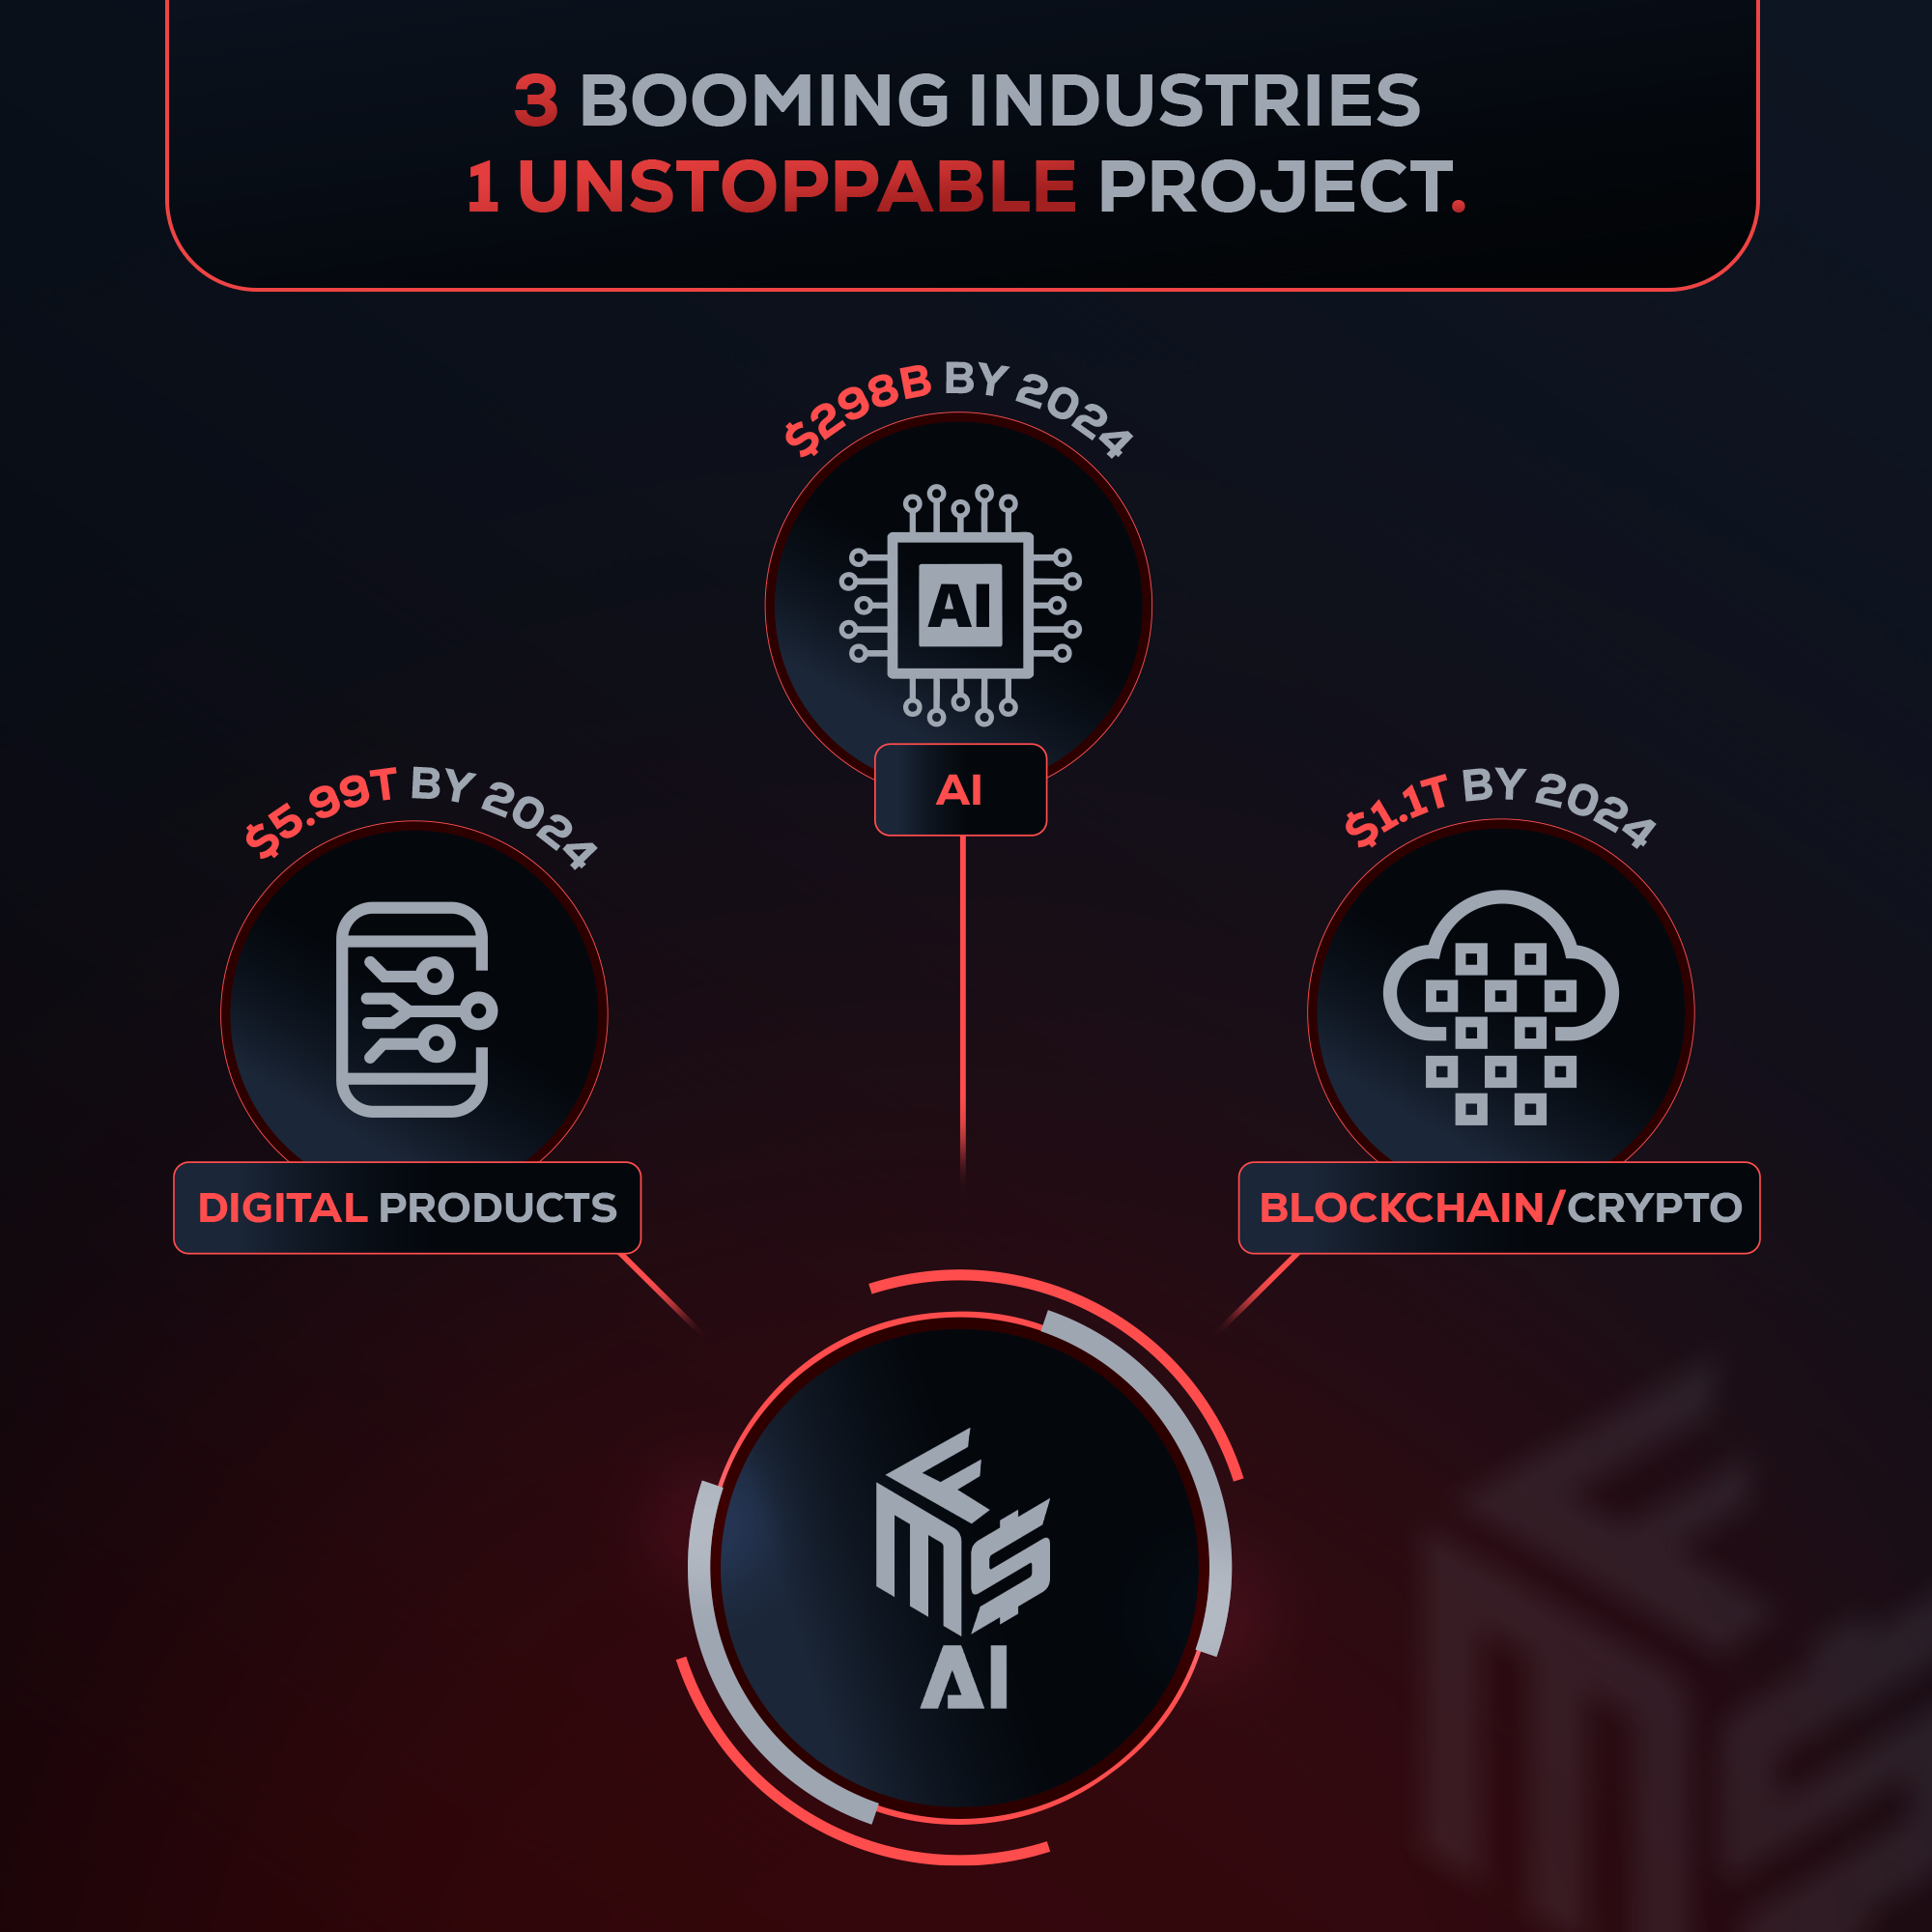 3 BOOMING INDUSTRIES
1 UNSTOPPABLE PROJECT.
$298B BY 2024
AI
AI
$5.99T BY 2024
DIGITAL PRODUCTS
$1.1T BY 2024
BLOCKCHAIN/CRYPTO
AI